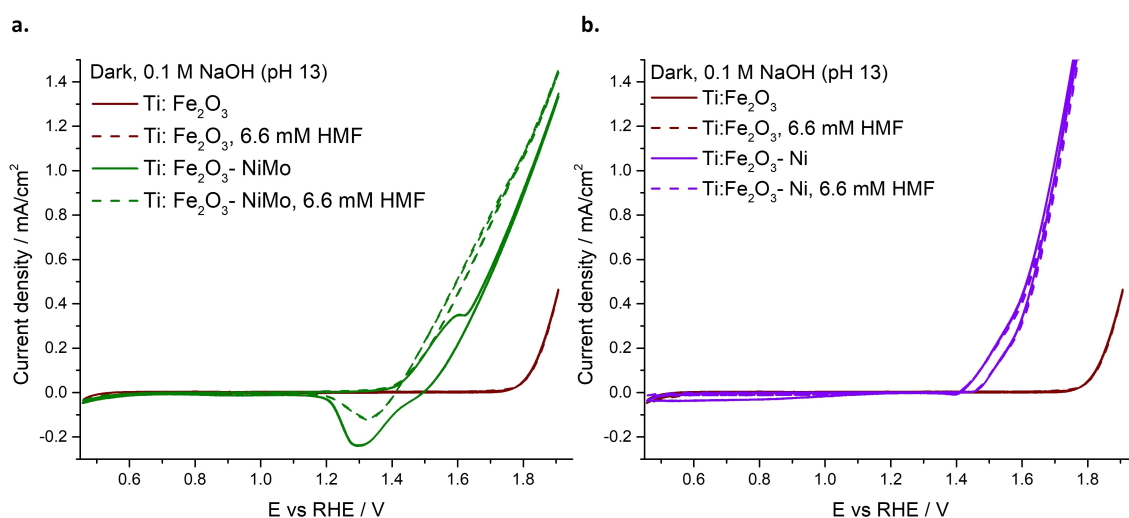 a.
Dark, 0.1 M NaOH (pH 13)
Ti: Fe₂O₃
Ti: Fe₂O₃, 6.6 mM HMF
Ti: Fe₂O₃- NiMo
Ti: Fe₂O₃- NiMo, 6.6 mM HMF
Current density / mA/cm²
1.4
1.2
1.0
0.8
0.6
0.4
0.2
0.0
-0.2
0.6 0.8 1.0 1.2 1.4 1.6 1.8
E vs RHE / V
b.
Dark, 0.1 M NaOH (pH 13)
Ti:Fe₂O₃
Ti:Fe₂O₃, 6.6 mM HMF
Ti:Fe₂O₃- Ni
Ti:Fe₂O₃- Ni, 6.6 mM HMF
Current density / mA/cm²
1.4
1.2
1.0
0.8
0.6
0.4
0.2
0.0
-0.2
0.6 0.8 1.0 1.2 1.4 1.6 1.8
E vs RHE / V